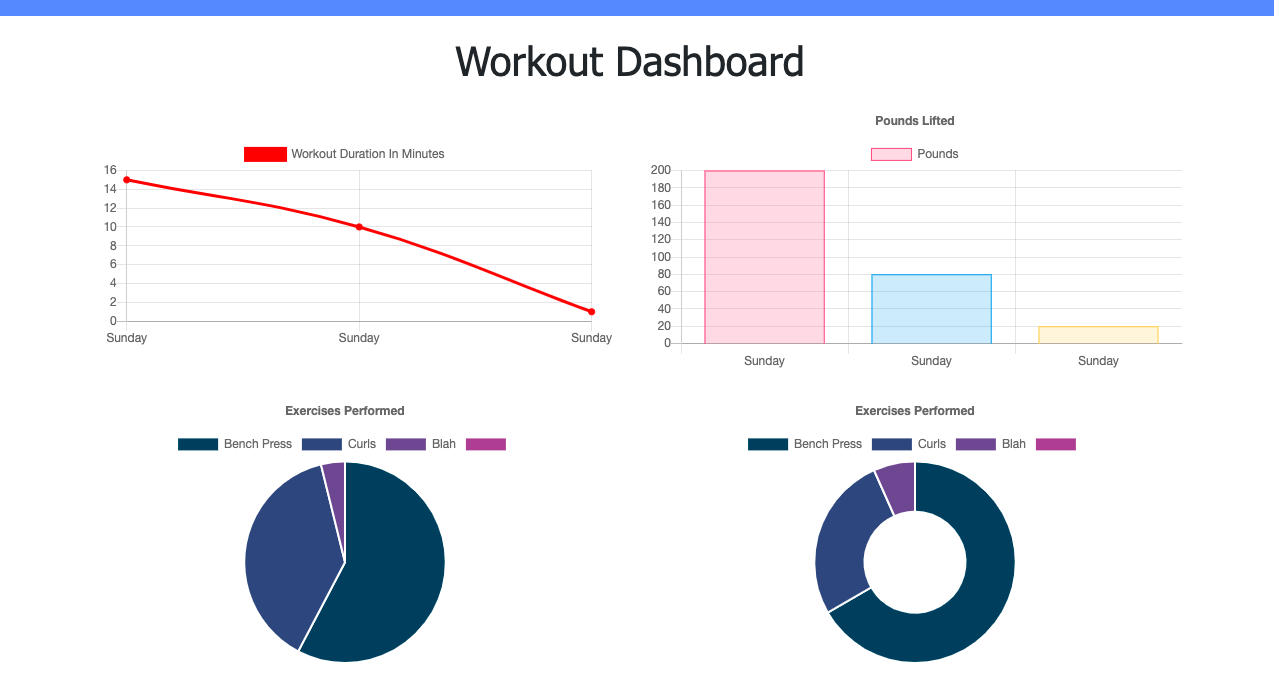 Workout Dashboard
Workout Duration In Minutes
16
14
12
10
8
6
4
2
0
Sunday Sunday Sunday
Pounds Lifted
Pounds
200
180
160
140
120
100
80
60
40
20
0
Sunday Sunday Sunday
Exercises Performed
Bench Press Curls Blah
Exercises Performed
Bench Press Curls Blah